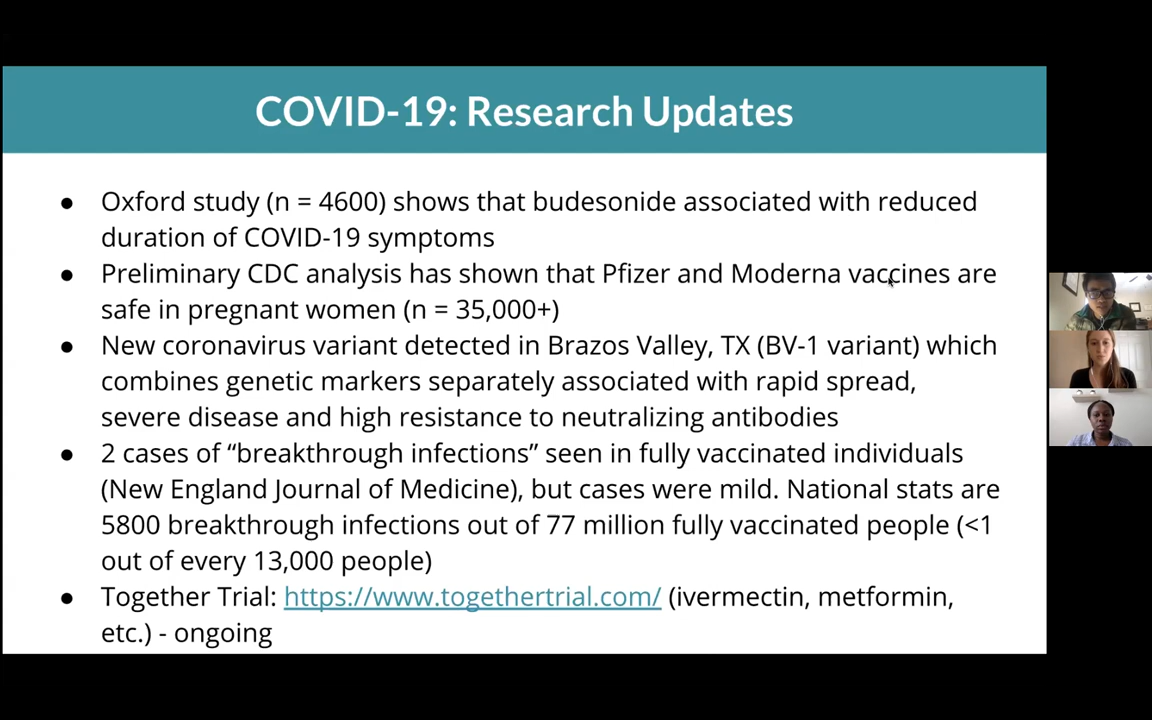 COVID-19: Research Updates
● Oxford study (n = 4600) shows that budesonide associated with reduced
duration of COVID-19 symptoms
● Preliminary CDC analysis has shown that Pfizer and Moderna vaccines are
safe in pregnant women (n = 35,000+)
● New coronavirus variant detected in Brazos Valley, TX (BV-1 variant) which
combines genetic markers separately associated with rapid spread,
severe disease and high resistance to neutralizing antibodies
● 2 cases of “breakthrough infections” seen in fully vaccinated individuals
(New England Journal of Medicine), but cases were mild. National stats are
5800 breakthrough infections out of 77 million fully vaccinated people (<1
out of every 13,000 people)
● Together Trial: https://www.togethertrial.com/ (ivermectin, metformin,
etc.) - ongoing